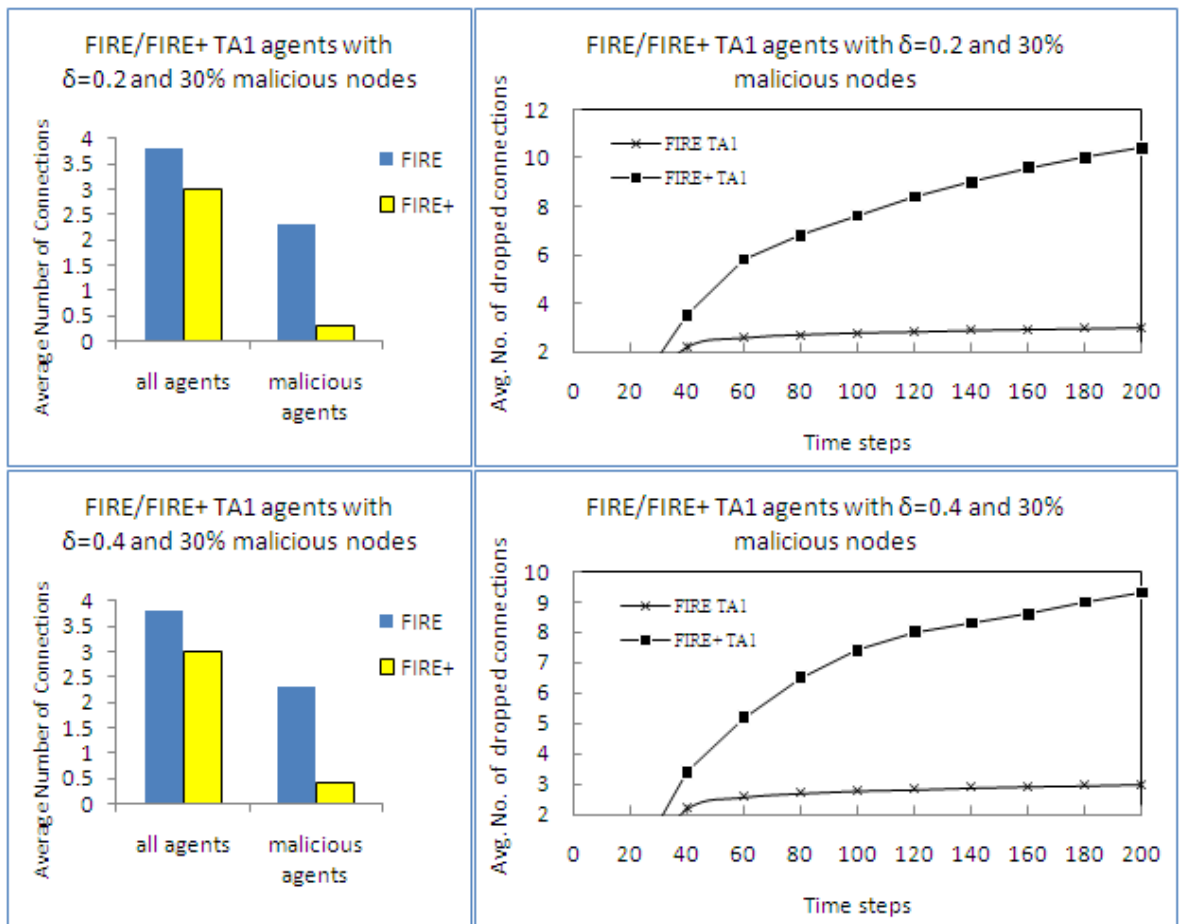 FIRE/FIRE+ TA1 agents with
δ=0.2 and 30% malicious nodes
Average Number of Connections
4
3.5
3
2.5
2
1.5
1
0.5
0
all agents
malicious
agents
FIRE
FIRE+
FIRE/FIRE+ TA1 agents with δ=0.2 and 30%
malicious nodes
Avg. No. of dropped connections
12
10
8
6
4
2
FIRE TA1
FIRE+ TA1
0 20 40 60 80 100 120 140 160 180 200
Time steps
FIRE/FIRE+ TA1 agents with
δ=0.4 and 30% malicious nodes
Average Number of Connections
4
3.5
3
2.5
2
1.5
1
0.5
0
all agents
malicious
agents
FIRE
FIRE+
FIRE/FIRE+ TA1 agents with δ=0.4 and 30%
malicious nodes
Avg. No. of dropped connections
10
9
8
7
6
5
4
3
2
FIRE TA1
FIRE+ TA1
0 20 40 60 80 100 120 140 160 180 200
Time steps